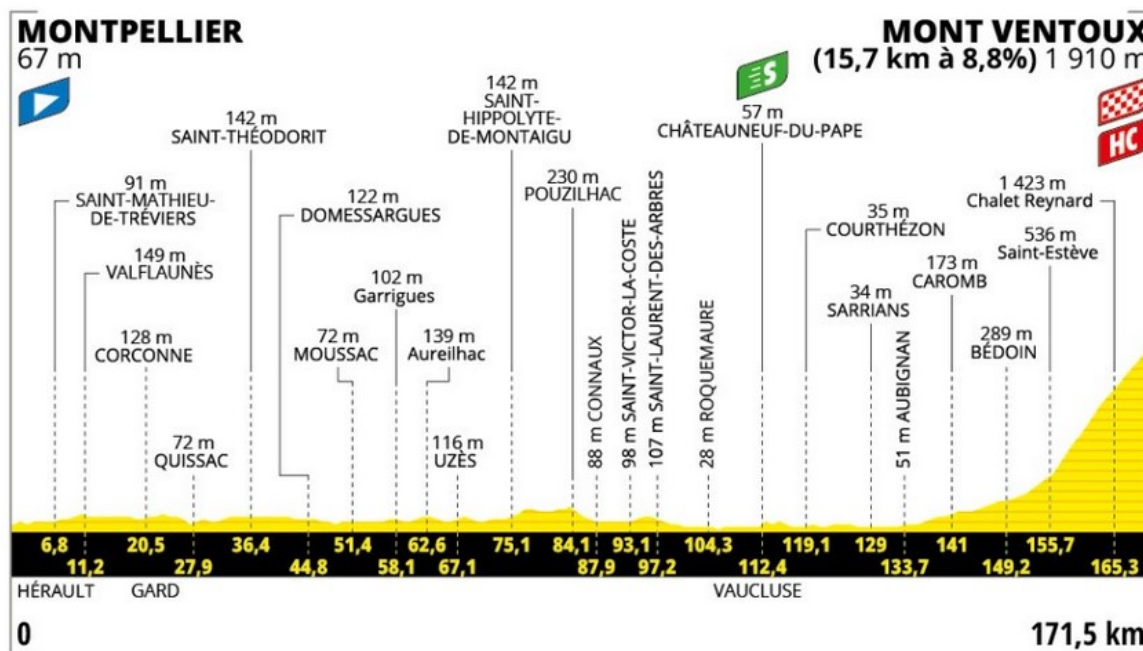 MONTPELLIER
67 m
MONT VENTOUX
(15,7 km à 8,8%) 1 910 m
S
HC
91 m
SAINT-MATHIEU-
DE-TRÉVIERS
149 m
VALFLAUNÈS
128 m
CORCONNE
72 m
QUISSAC
142 m
SAINT-THÉODORIT
122 m
DOMESSARGUES
72 m
MOUSSAC
102 m
Garrigues
139 m
Aureilhac
116 m
UZÈS
142 m
SAINT-
HIPPOLYTE-
DE-MONTAIGU
230 m
POUZILHAC
88 m CONNAUX
98 m SAINT-VICTOR-LA-COSTE
107 m SAINT-LAURENT-DES-ARBRES
28 m ROQUEMAURE
57 m
CHÂTEAUNEUF-DU-PAPE
35 m
COURTHÉZON
34 m
SARRIANS
51 m AUBIGNAN
173 m
CAROMB
289 m
BÉDOIN
536 m
Saint-Estève
1 423 m
Chalet Reynard
6,8 20,5 36,4 51,4 62,6 75,1 84,1 93,1 104,3 119,1 129 141 155,7
11,2 27,9 44,8 58,1 67,1 87,9 97,2 112,4 133,7 149,2 165,3
HÉRAULT GARD VAUCLUSE
0 171,5 km